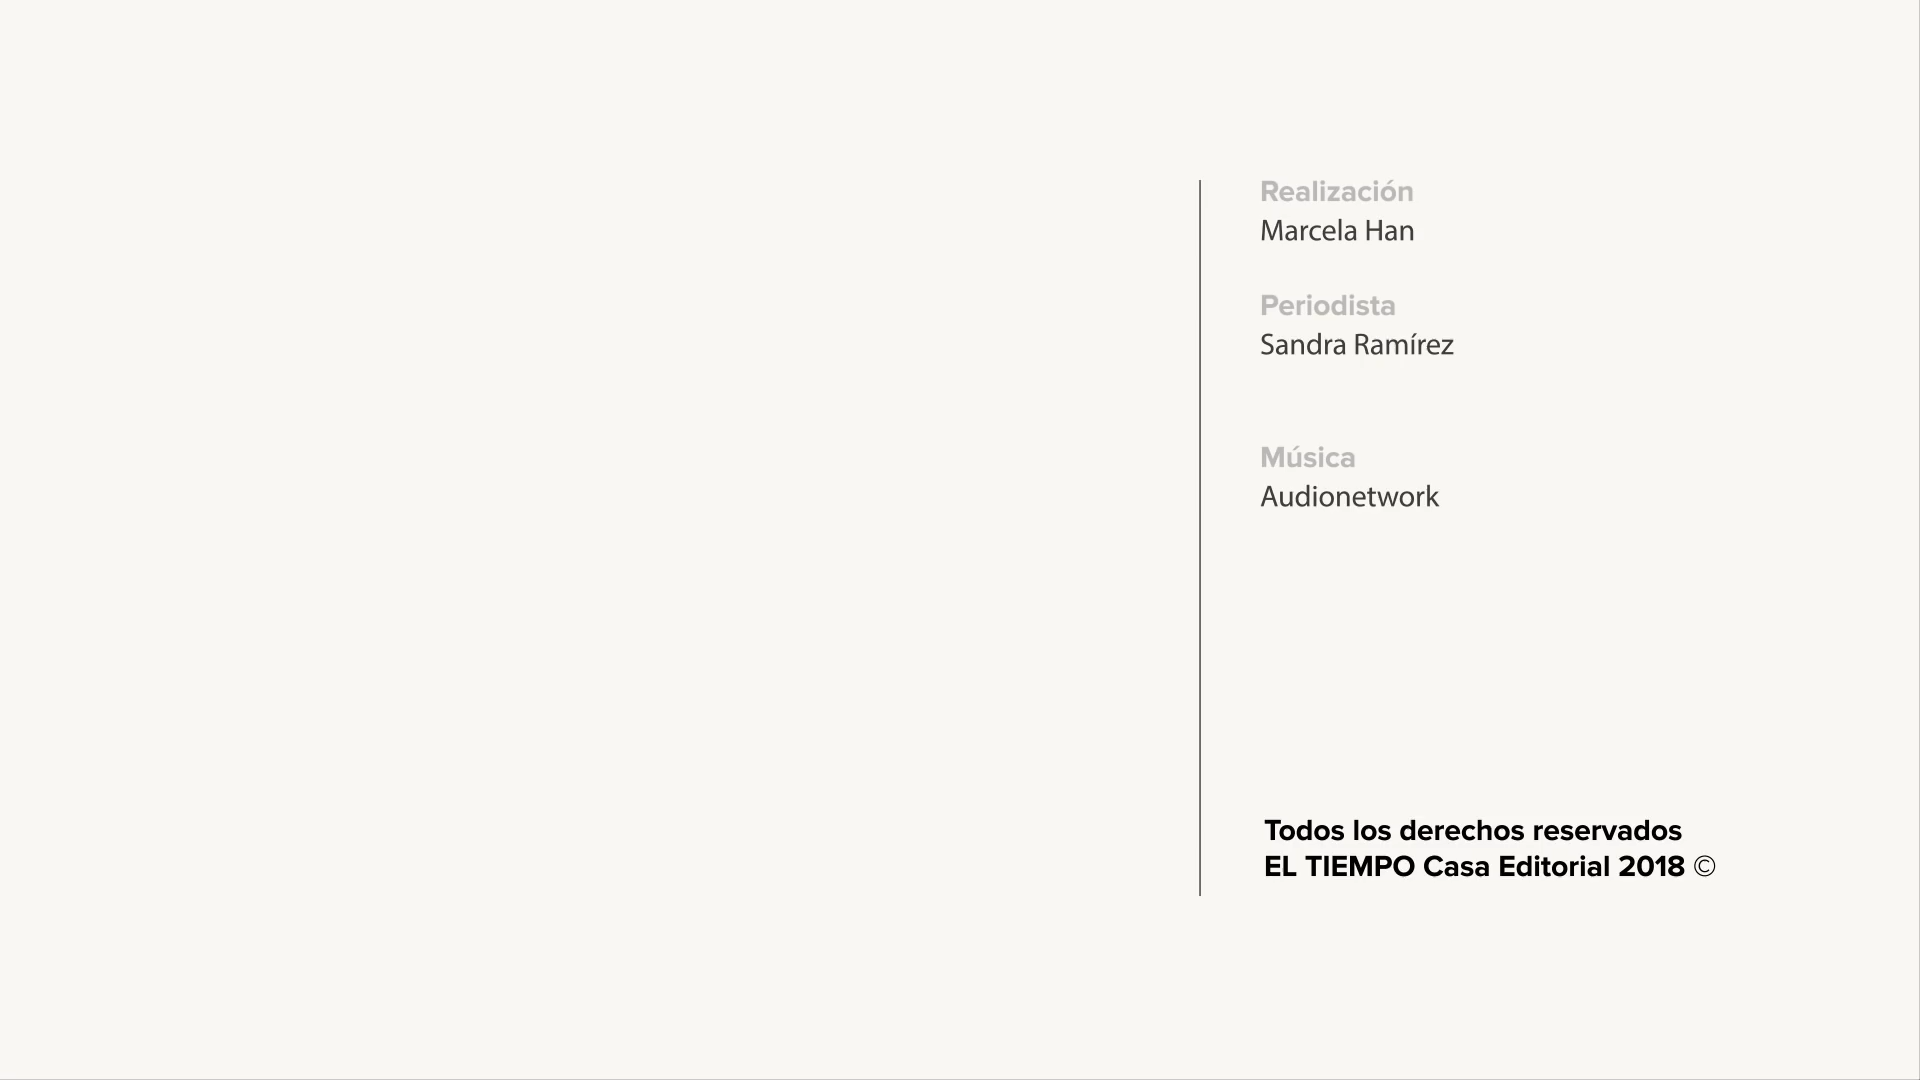 Realización
Marcela Han
Periodista
Sandra Ramírez
Música
Audionetwork
Todos los derechos reservados
EL TIEMPO Casa Editorial 2018 ©